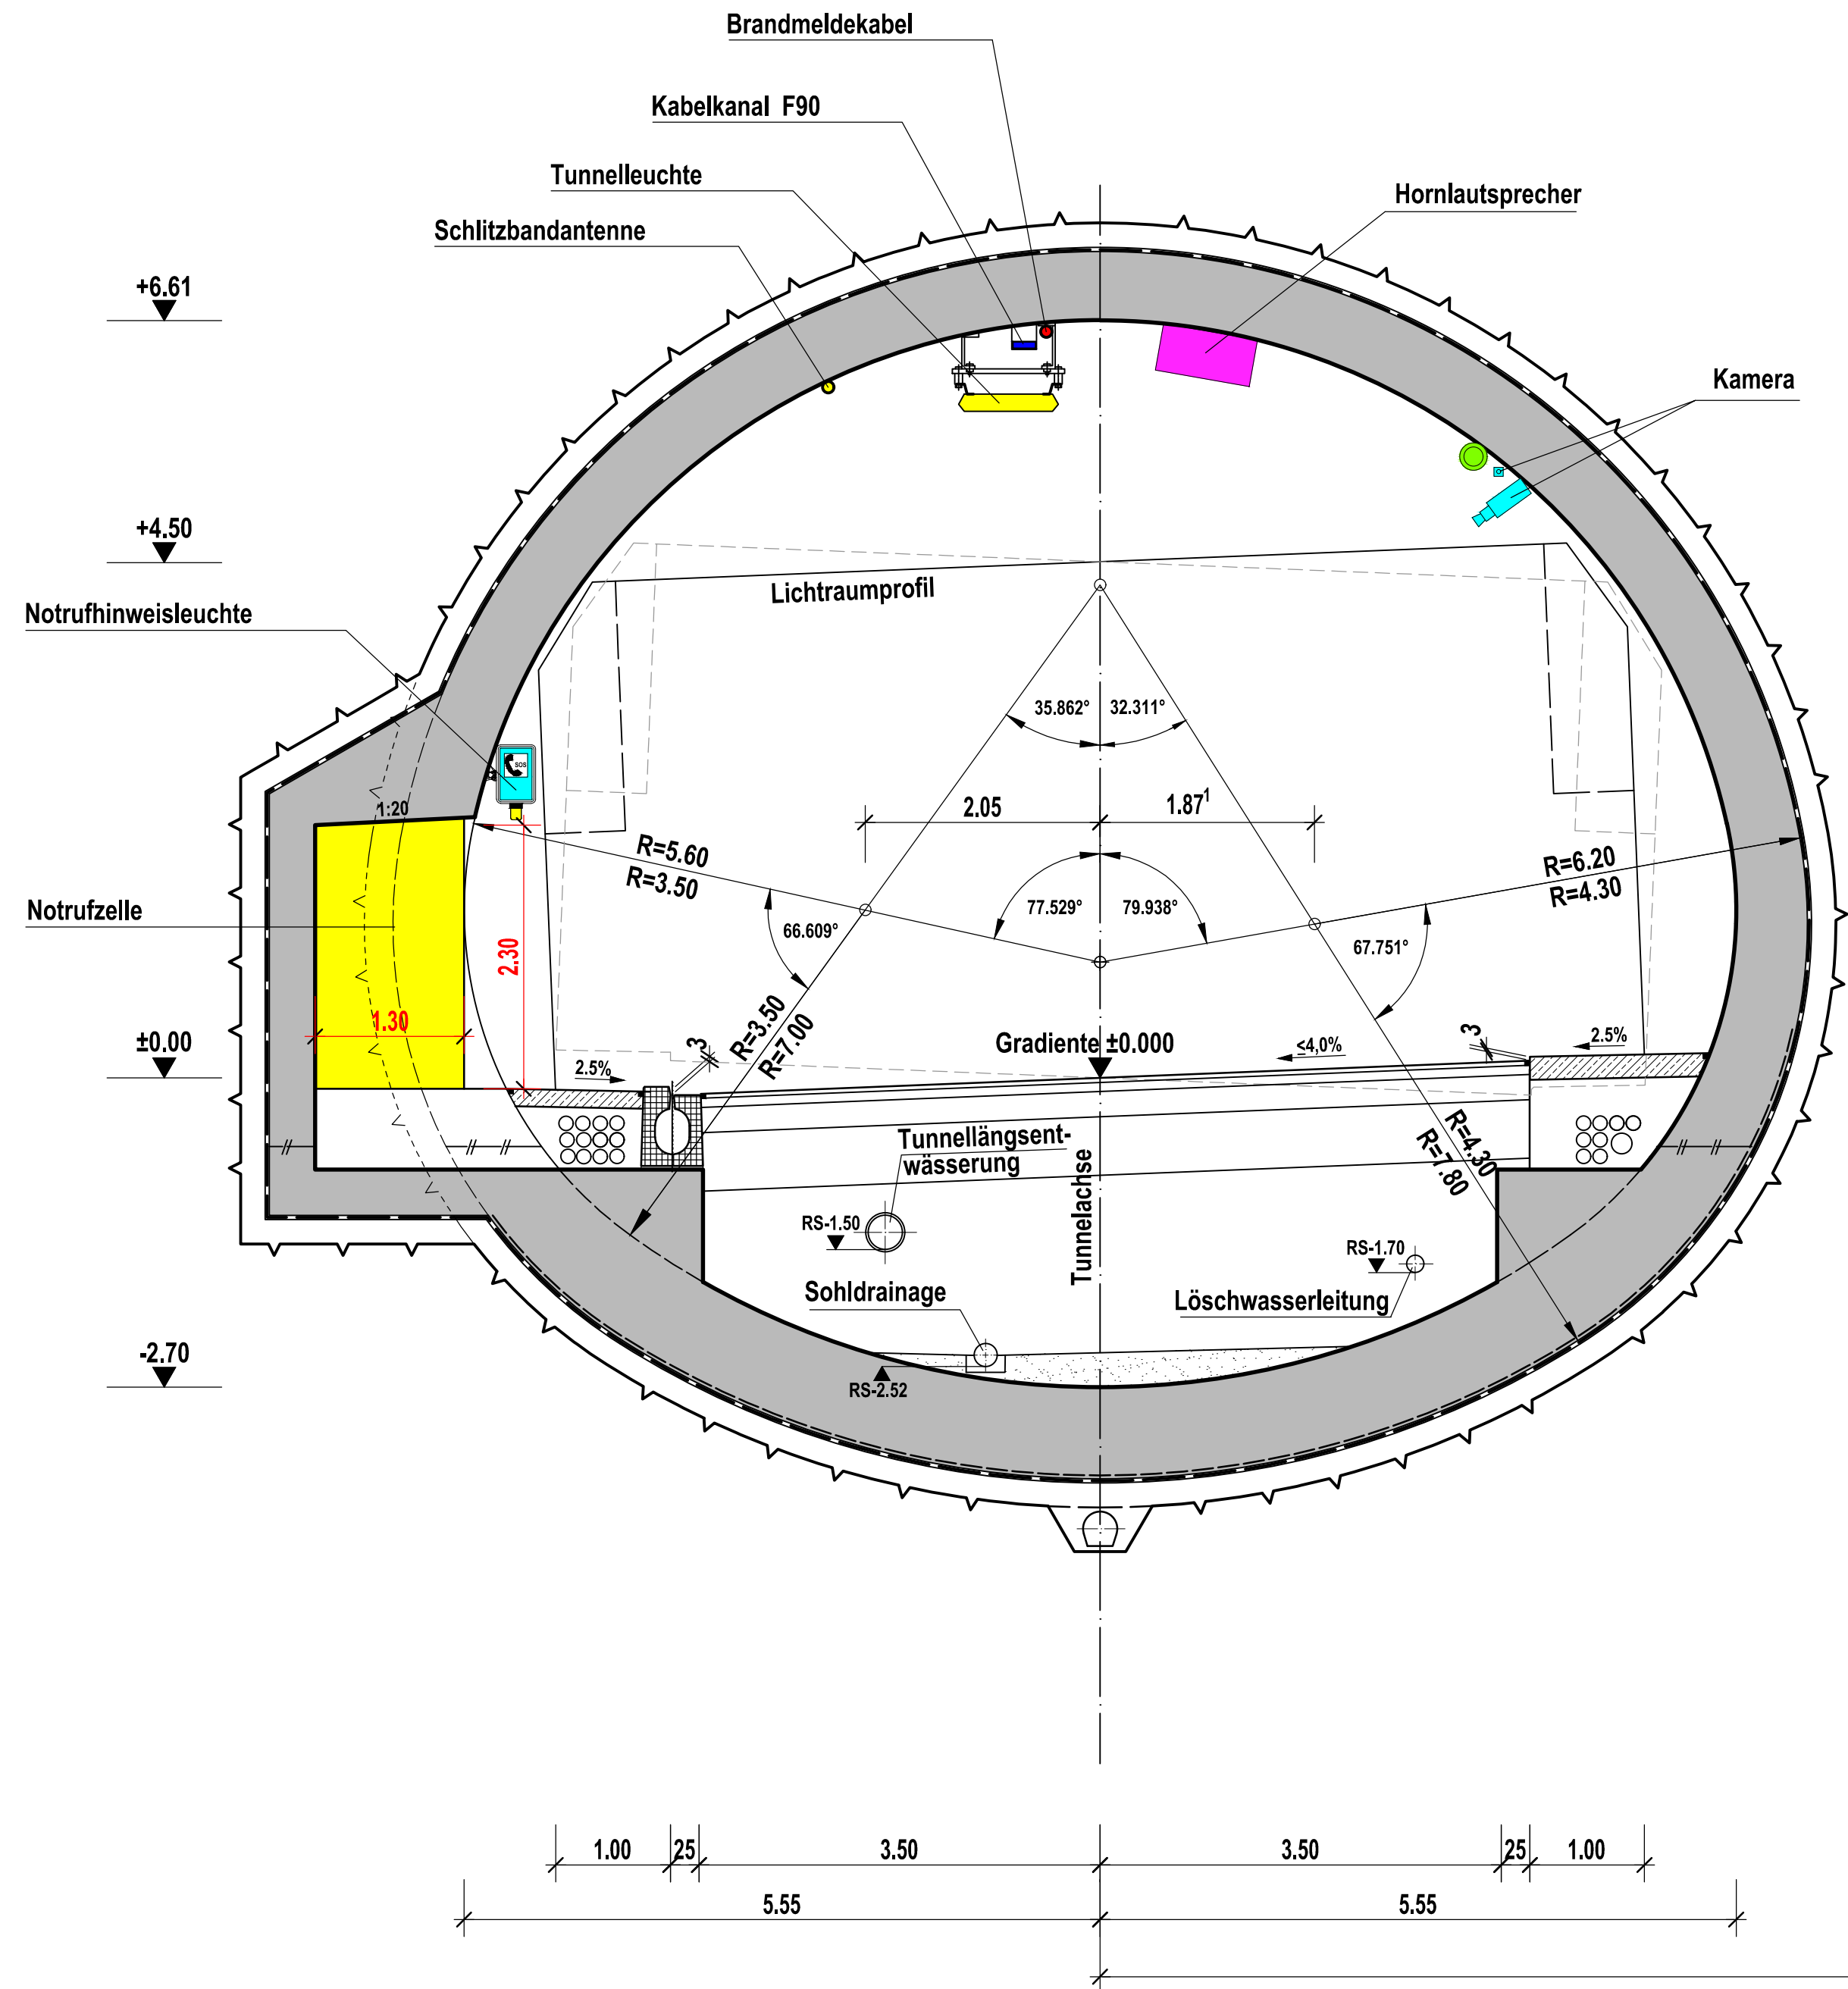 Brandmeldekabel
Kabelkanal F90
Tunnelleuchte
Hornlautsprecher
Schlitzbandantenne
+6.61
Kamera
+4.50
Lichtraumprofil
Notrufhinweisleuchte
35.862°
32.311°
SOS
1:20
2.05
1.87¹
R=5.60
R=3.50
R=6.20
R=4.30
Notrufzelle
77.529°
79.938°
66.609°
67.751°
2.30
1.30
R=3.50
R=7.00
±0.00
3
Gradiente ±0.000
≤4,0%
3
2.5%
2.5%
R=4.30
R=7.80
Tunnellängsent-
wässerung
Tunnelachse
RS-1.50
RS-1.70
Sohldrainage
Löschwasserleitung
-2.70
RS-2.52
1.00
25
3.50
3.50
25
1.00
5.55
5.55